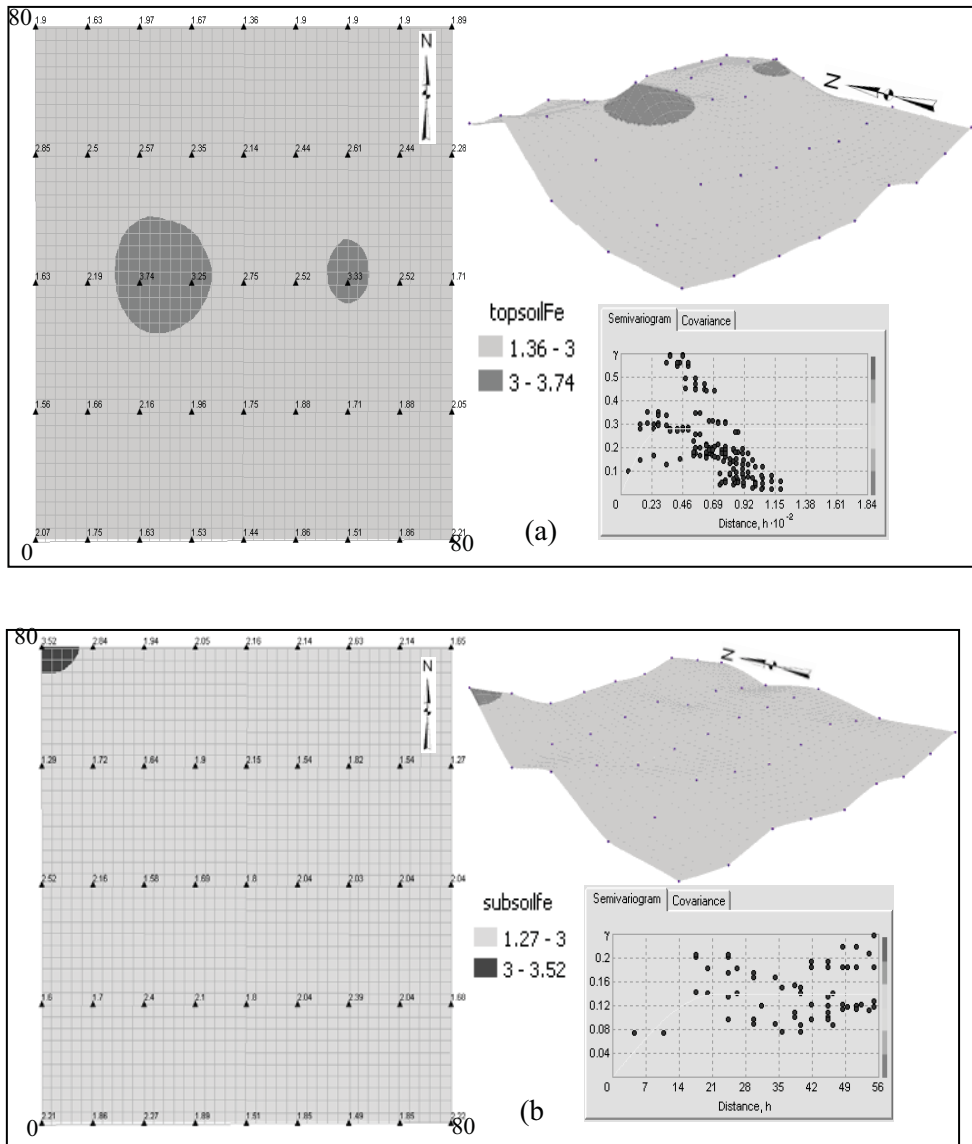 80
1.9 1.63 1.97 1.67 1.36 1.9 1.9 1.9 1.89
N
2.85 2.5 2.57 2.35 2.14 2.44 2.61 2.44 2.28
1.63 2.19 3.74 3.25 2.75 2.52 3.33 2.52 1.71
1.56 1.66 2.16 1.96 1.75 1.88 1.71 1.88 2.05
2.07 1.75 1.63 1.53 1.44 1.86 1.51 1.86 2.21
0
80
(a)
N
topsoilFe
1.36 - 3
3 - 3.74
Semivariogram Covariance
γ
0.5
0.4
0.3
0.2
0.1
0 0.23 0.46 0.69 0.92 1.15 1.38 1.61 1.84
Distance, h·10⁻²
80
3.52 2.84 1.94 2.05 2.16 2.14 2.63 2.14 1.65
N
1.29 1.72 1.64 1.9 2.15 1.54 1.82 1.54 1.27
2.52 2.16 1.58 1.69 1.8 2.04 2.03 2.04 2.04
1.6 1.7 2.4 2.1 1.8 2.04 2.39 2.04
2.21 1.86 2.27 1.89 1.51 1.85 1.49 1.85
0
80
(b
N
subsoilfe
1.27 - 3
3 - 3.52
Semivariogram Covariance
γ
0.2
0.16
0.12
0.08
0.04
0 7 14 21 28 35 42 49 56
Distance, h